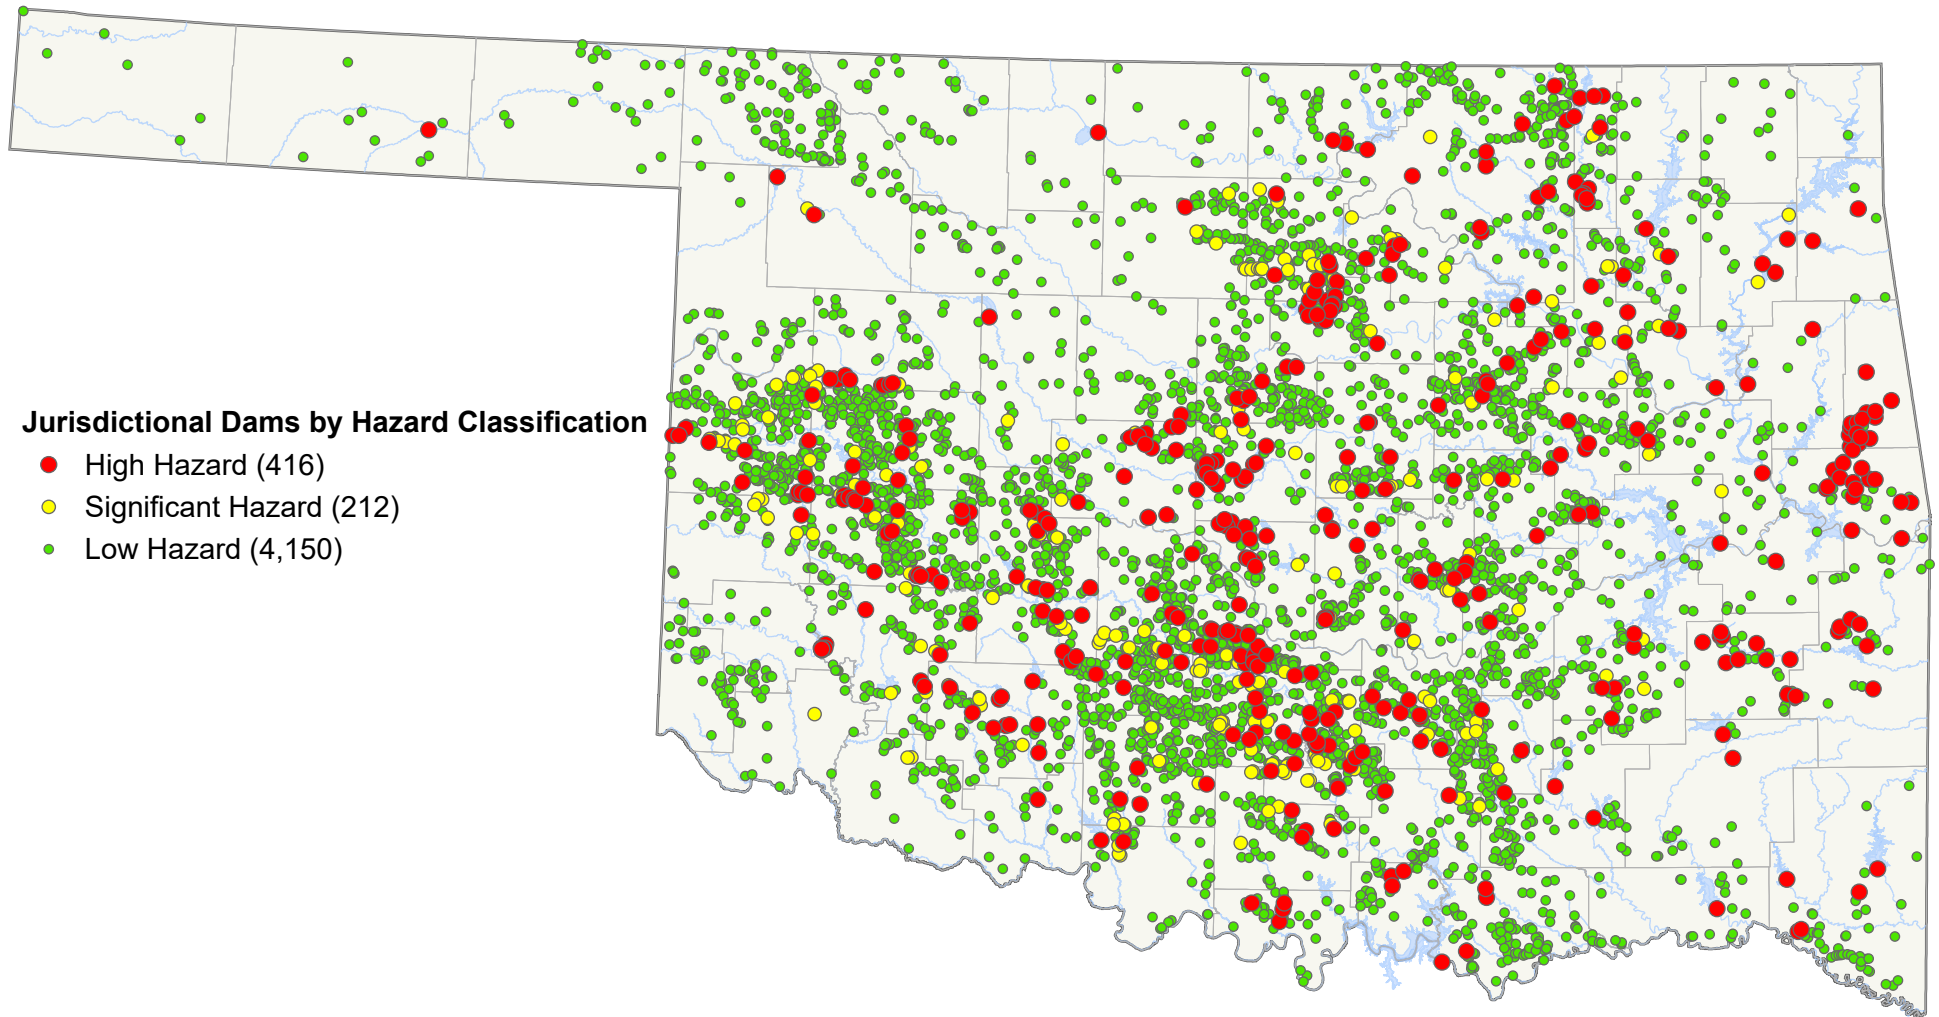 Jurisdictional Dams by Hazard Classification
High Hazard (416)
Significant Hazard (212)
Low Hazard (4,150)